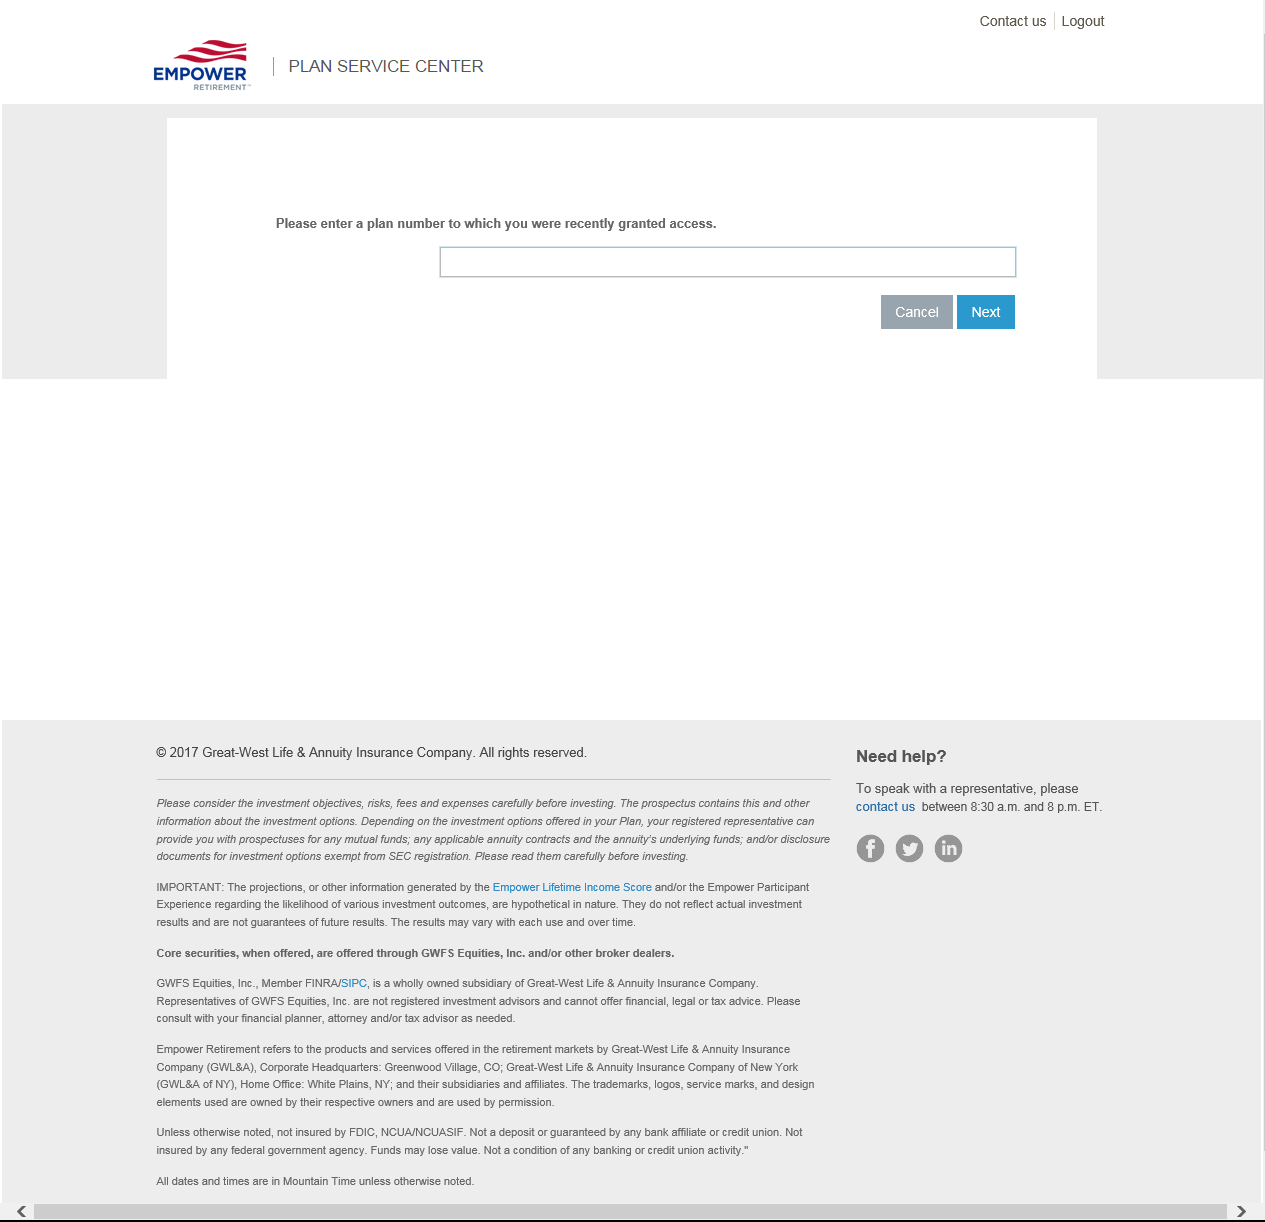 Contact us
Logout
EMPOWER
RETIREMENT™
PLAN SERVICE CENTER
Please enter a plan number to which you were recently granted access.
Cancel
Next
© 2017 Great-West Life & Annuity Insurance Company. All rights reserved.
Please consider the investment objectives, risks, fees and expenses carefully before investing. The prospectus contains this and other
information about the investment options. Depending on the investment options offered in your Plan, your registered representative can
provide you with prospectuses for any mutual funds; any applicable annuity contracts and the annuity's underlying funds; and/or disclosure
documents for investment options exempt from SEC registration. Please read them carefully before investing.
IMPORTANT: The projections, or other information generated by the Empower Lifetime Income Score and/or the Empower Participant
Experience regarding the likelihood of various investment outcomes, are hypothetical in nature. They do not reflect actual investment
results and are not guarantees of future results. The results may vary with each use and over time.
Core securities, when offered, are offered through GWFS Equities, Inc. and/or other broker dealers.
GWFS Equities, Inc., Member FINRA/SIPC, is a wholly owned subsidiary of Great-West Life & Annuity Insurance Company.
Representatives of GWFS Equities, Inc. are not registered investment advisors and cannot offer financial, legal or tax advice. Please
consult with your financial planner, attorney and/or tax advisor as needed.
Empower Retirement refers to the products and services offered in the retirement markets by Great-West Life & Annuity Insurance
Company (GWL&A), Corporate Headquarters: Greenwood Village, CO; Great-West Life & Annuity Insurance Company of New York
(GWL&A of NY), Home Office: White Plains, NY; and their subsidiaries and affiliates. The trademarks, logos, service marks, and design
elements used are owned by their respective owners and are used by permission.
Unless otherwise noted, not insured by FDIC, NCUA/NCUASIF. Not a deposit or guaranteed by any bank affiliate or credit union. Not
insured by any federal government agency. Funds may lose value. Not a condition of any banking or credit union activity."
All dates and times are in Mountain Time unless otherwise noted.
Need help?
To speak with a representative, please
contact us between 8:30 a.m. and 8 p.m. ET.